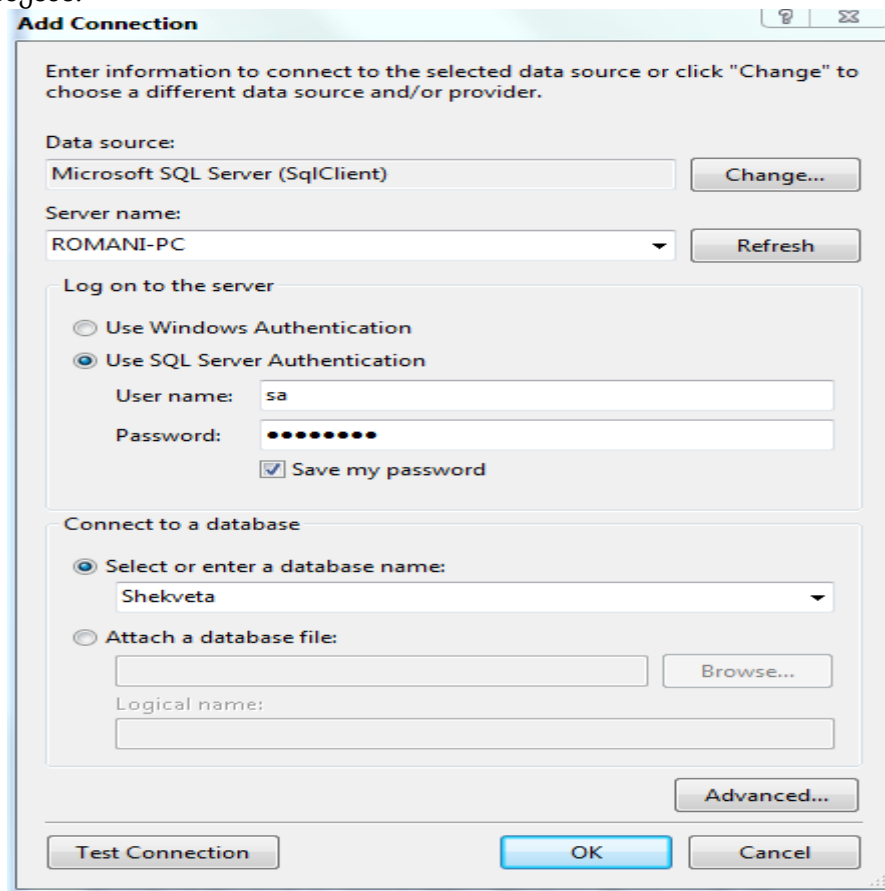 Add Connection
Enter information to connect to the selected data source or click "Change" to
choose a different data source and/or provider.
Data source:
Microsoft SQL Server (SqlClient)
Change...
Server name:
ROMANI-PC
Refresh
Log on to the server
Use Windows Authentication
Use SQL Server Authentication
User name:
sa
Password:
●●●●●●●●
Save my password
Connect to a database
Select or enter a database name:
Shekveta
Attach a database file:
Browse...
Logical name:
Advanced...
Test Connection
OK
Cancel